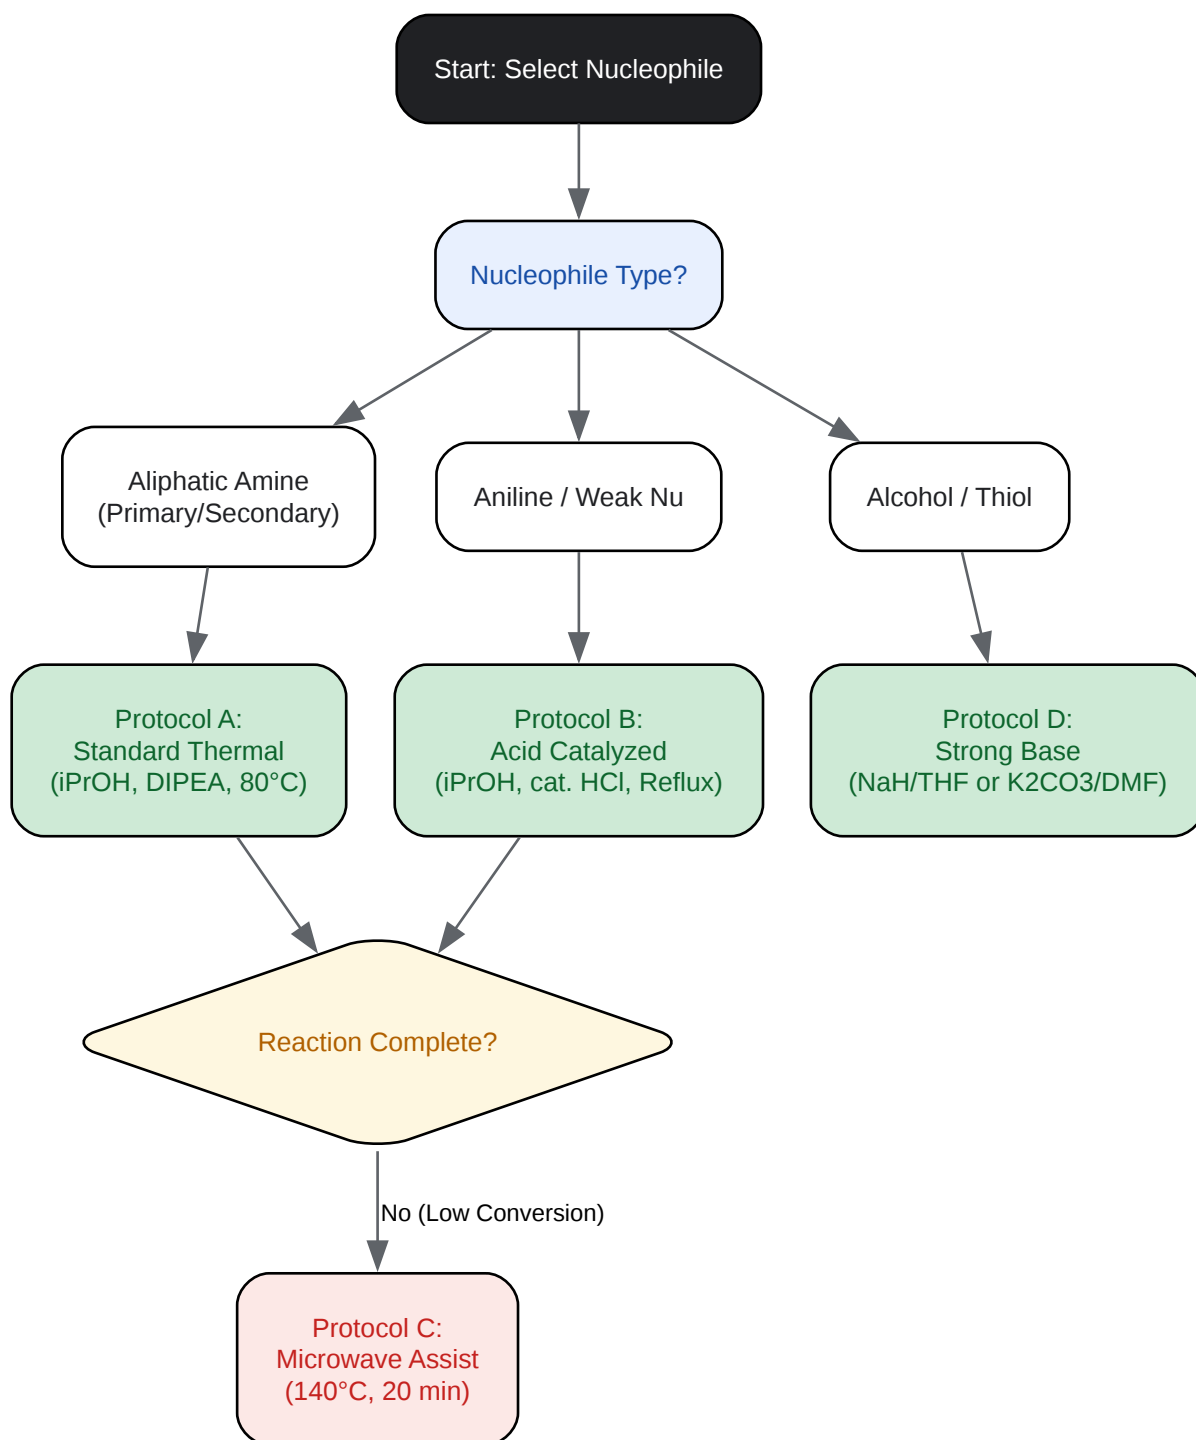 Start: Select Nucleophile
Nucleophile Type?
Aliphatic Amine
(Primary/Secondary)
Aniline / Weak Nu
Alcohol / Thiol
Protocol A:
Standard Thermal
(iPrOH, DIPEA, 80°C)
Protocol B:
Acid Catalyzed
(iPrOH, cat. HCl, Reflux)
Protocol D:
Strong Base
(NaH/THF or K2CO3/DMF)
Reaction Complete?
No (Low Conversion)
Protocol C:
Microwave Assist
(140°C, 20 min)